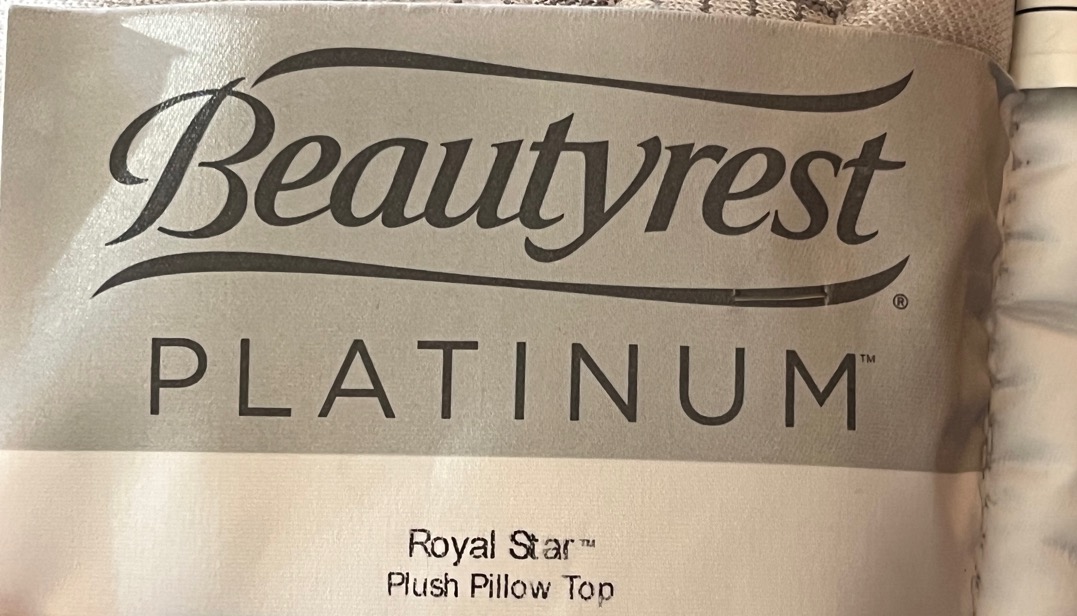 Beautyrest®
PLATINUM™
Royal Star™
Plush Pillow Top